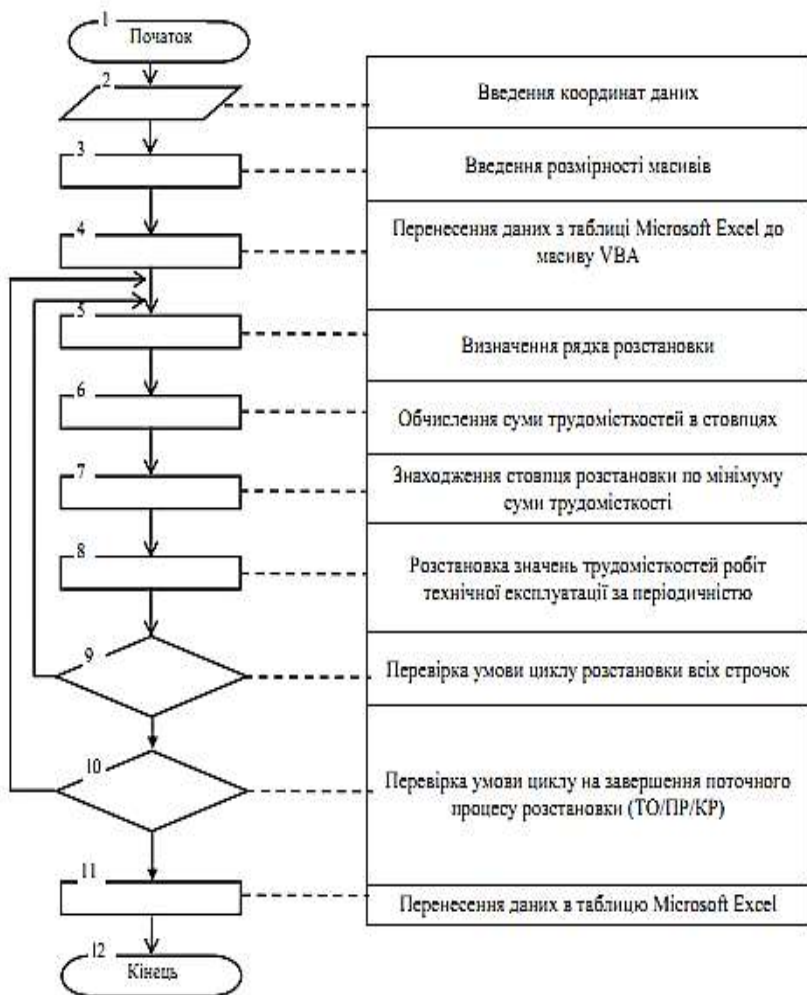 1
Початок
2
Введення координат даних
3
Введення розмірності масивів
4
Перенесення даних з таблиці Microsoft Excel до
масиву VBA
5
Визначення рядка розстановки
6
Обчислення суми трудомісткостей в стовпцях
7
Знаходження стовпця розстановки по мінімуму
суми трудомісткості
8
Розстановка значень трудомісткостей робіт
технічної експлуатації за періодичністю
9
Перевірка умови циклу розстановки всіх строчок
10
Перевірка умови циклу на завершення поточного
процесу розстановки (ТО/ПР/КР)
11
Перенесення даних в таблицю Microsoft Excel
12
Кінець